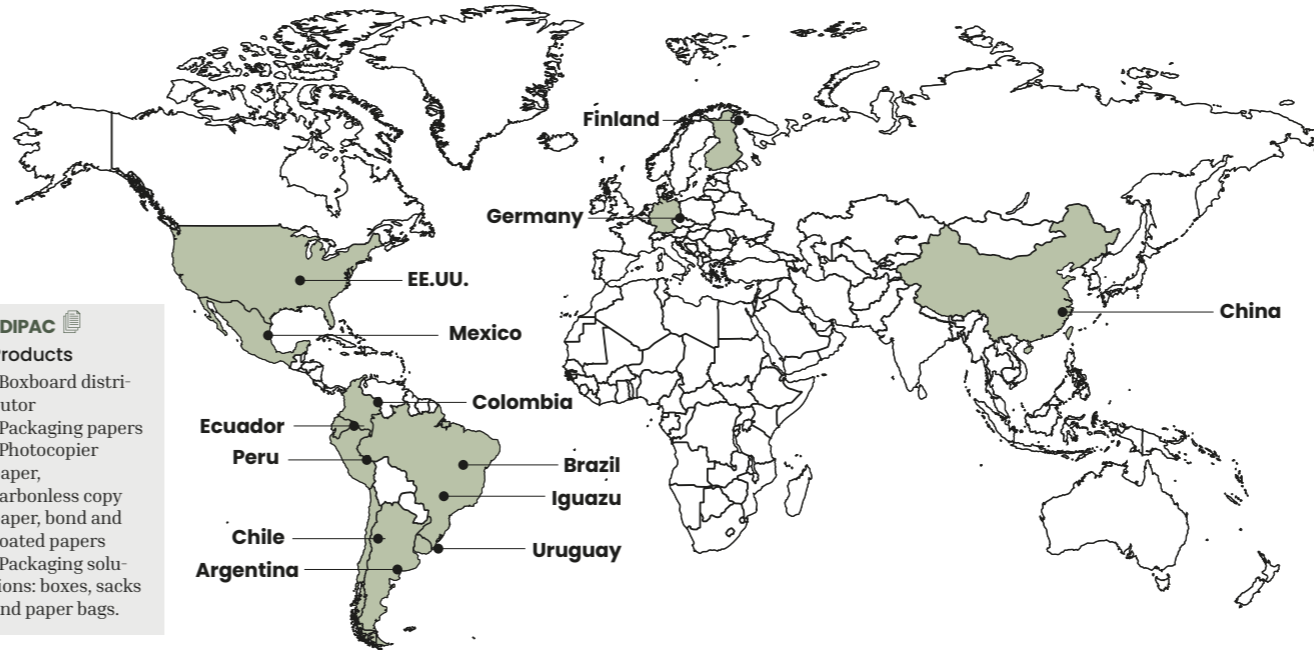 Finland
Germany
EE.UU.
China
Mexico
Colombia
Ecuador
Peru
Brazil
Iguazu
Chile
Uruguay
Argentina
DIPAC
roducts
Boxboard distri-
utor
Packaging papers
Photocopier
aper,
arbonless copy
aper, bond and
oated papers
Packaging solu-
ions: boxes, sacks
nd paper bags.